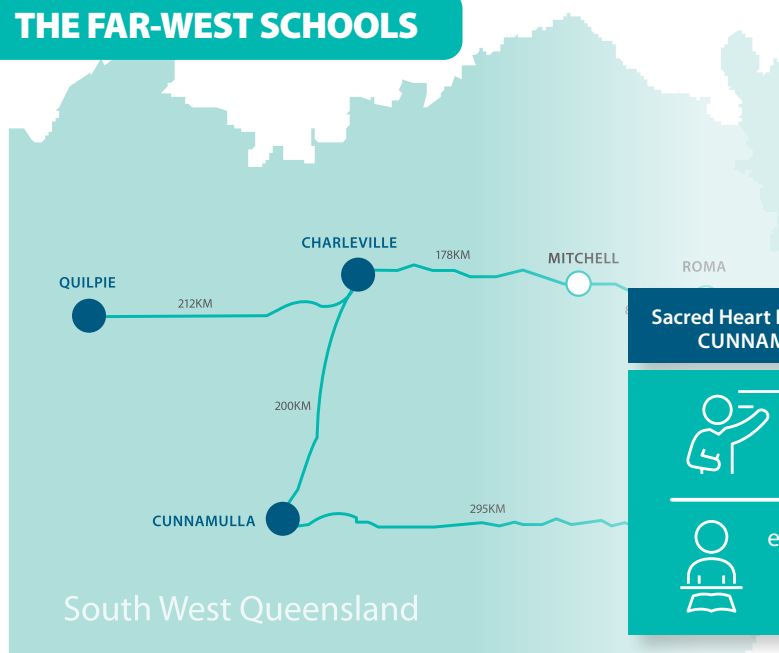 THE FAR-WEST SCHOOLS
CHARLEVILLE
178KM
MITCHELL
ROMA
QUILPIE
212KM
Sacred Heart
CUNNAM
200KM
295KM
CUNNAMULLA
e
South West Queensland